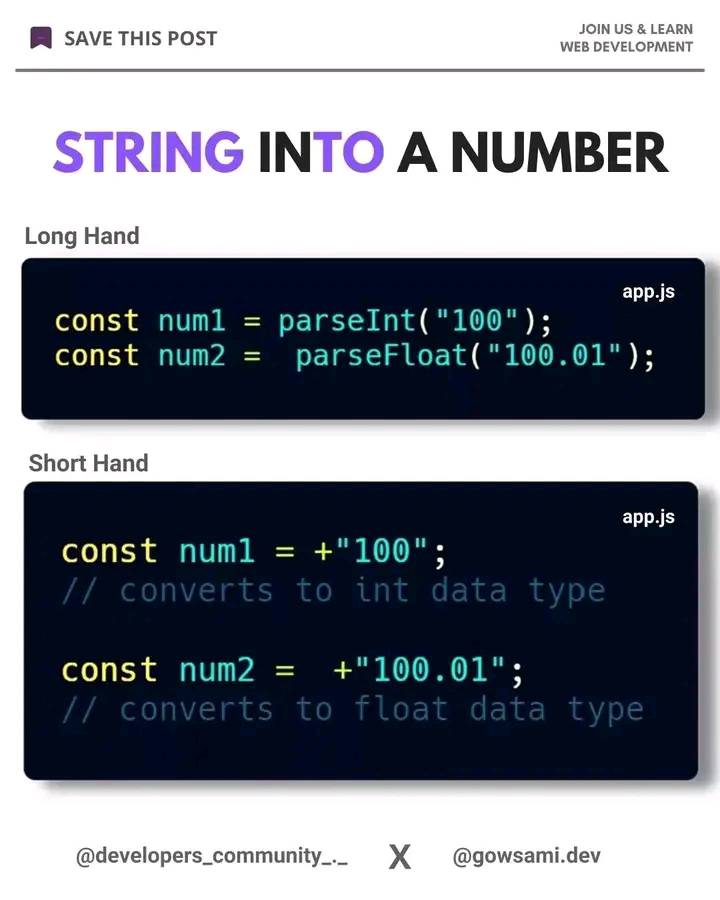 SAVE THIS POST
JOIN US & LEARN
WEB DEVELOPMENT
STRING INTO A NUMBER
Long Hand
app.js
const num1 = parseInt("100");
const num2 =  parseFloat("100.01");
Short Hand
app.js
const num1 = +"100";
// converts to int data type
const num2 =  +"100.01";
// converts to float data type
@developers_community_._ X @gowsami.dev